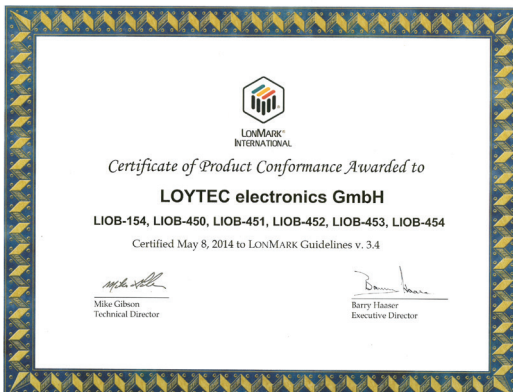 LONMARK®
INTERNATIONAL
Certificate of Product Conformance Awarded to
LOYTEC electronics GmbH
LIOB-154, LIOB-450, LIOB-451, LIOB-452, LIOB-453, LIOB-454
Certified May 8, 2014 to LONMARK Guidelines v. 3.4
Mike Gibson
Technical Director
Barry Haaser
Executive Director